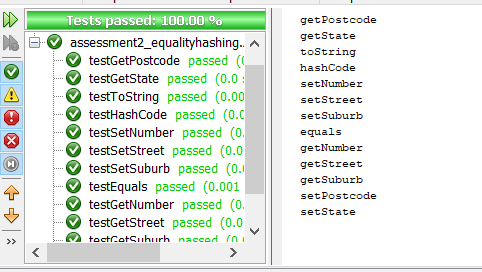 Tests passed: 100.00 %
assessment2_equalityhashing...
testGetPostcode passed (0.0
testGetState passed (0.0 s
testToString passed (0.00
testHashCode passed (0.00
testSetNumber passed (0.0
testSetStreet passed (0.00
testSetSuburb passed (0.0
testEquals passed (0.001
testGetNumber passed (0.0
testGetStreet passed (0.00
testGetSuburb passed (0.0
getPostcode
getState
toString
hashCode
setNumber
setStreet
setSuburb
equals
getNumber
getStreet
getSuburb
setPostcode
setState